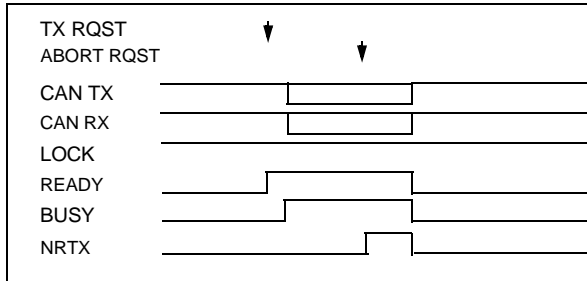 TX RQST
ABORT RQST
CAN TX
CAN RX
LOCK
READY
BUSY
NRTX